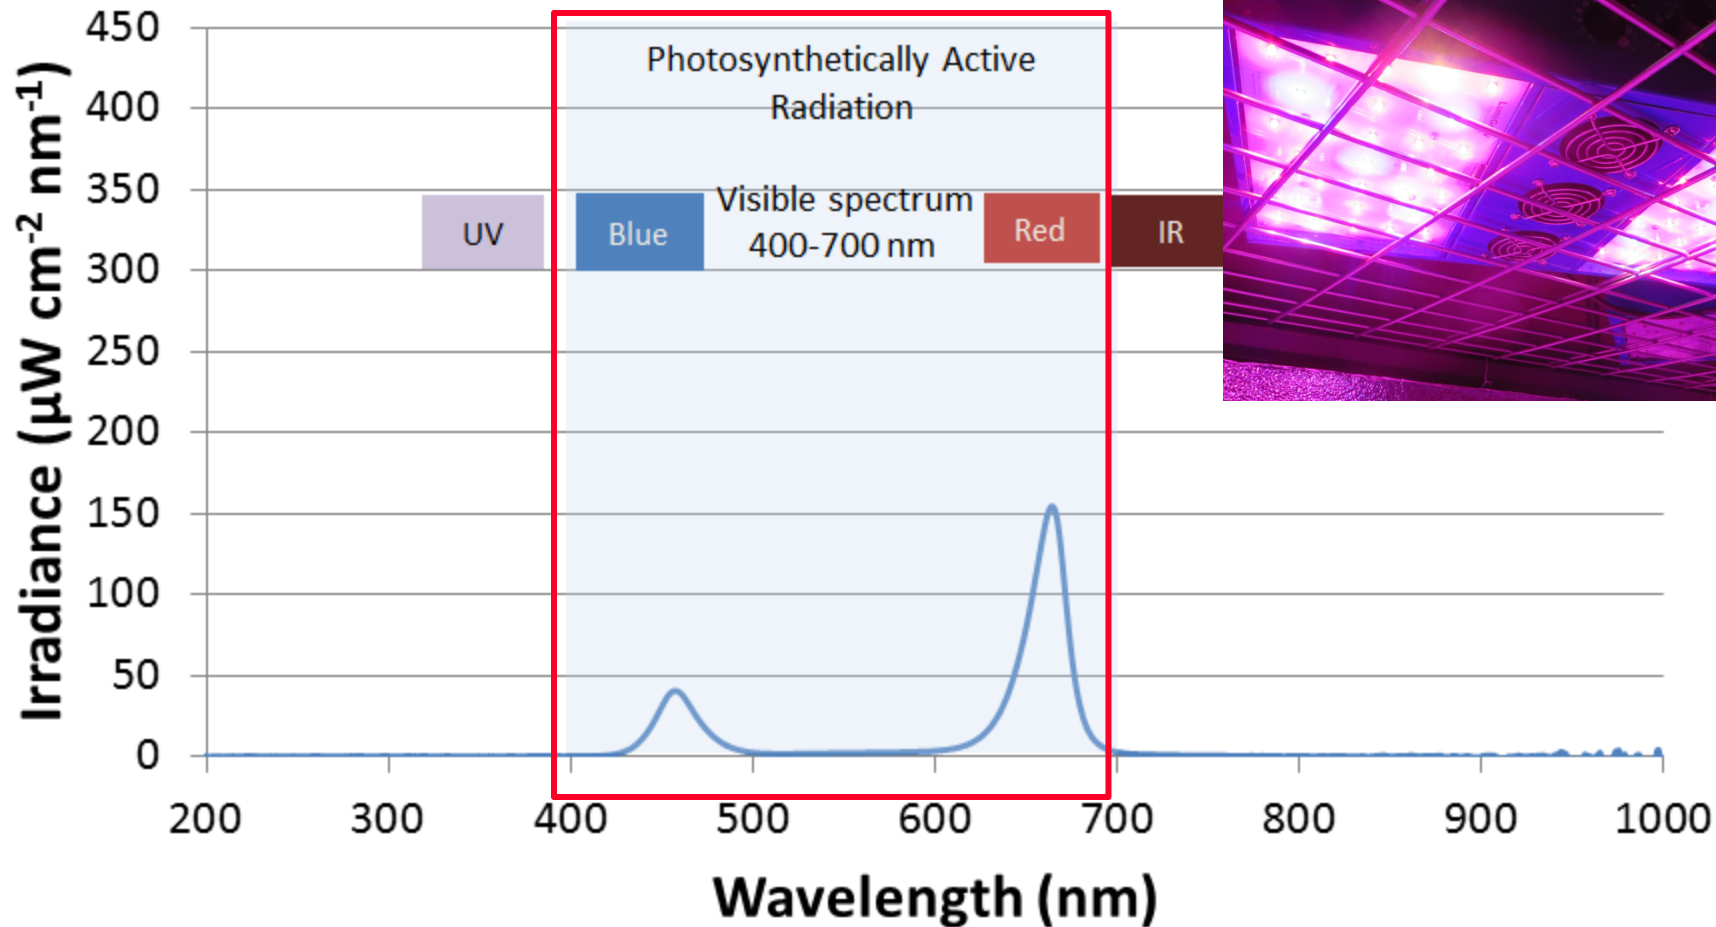 Irradiance (µW cm-2 nm-1)
450
400
350
300
250
200
150
100
50
0
Photosynthetically Active
Radiation
UV
Blue
Visible spectrum
400-700 nm
Red
IR
200
300
400
500
600
700
800
900
1000
Wavelength (nm)